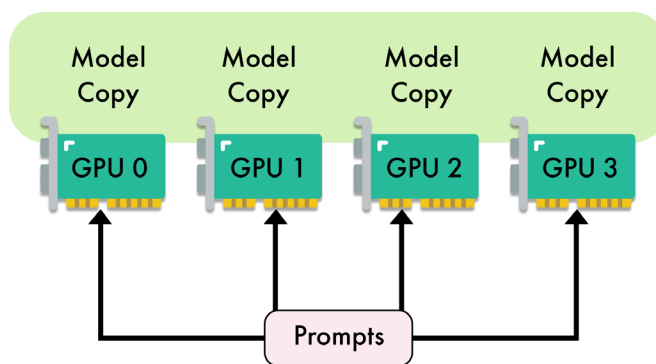 Model
Copy
Model
Copy
Model
Copy
Model
Copy
GPU 0
GPU 1
GPU 2
GPU 3
Prompts